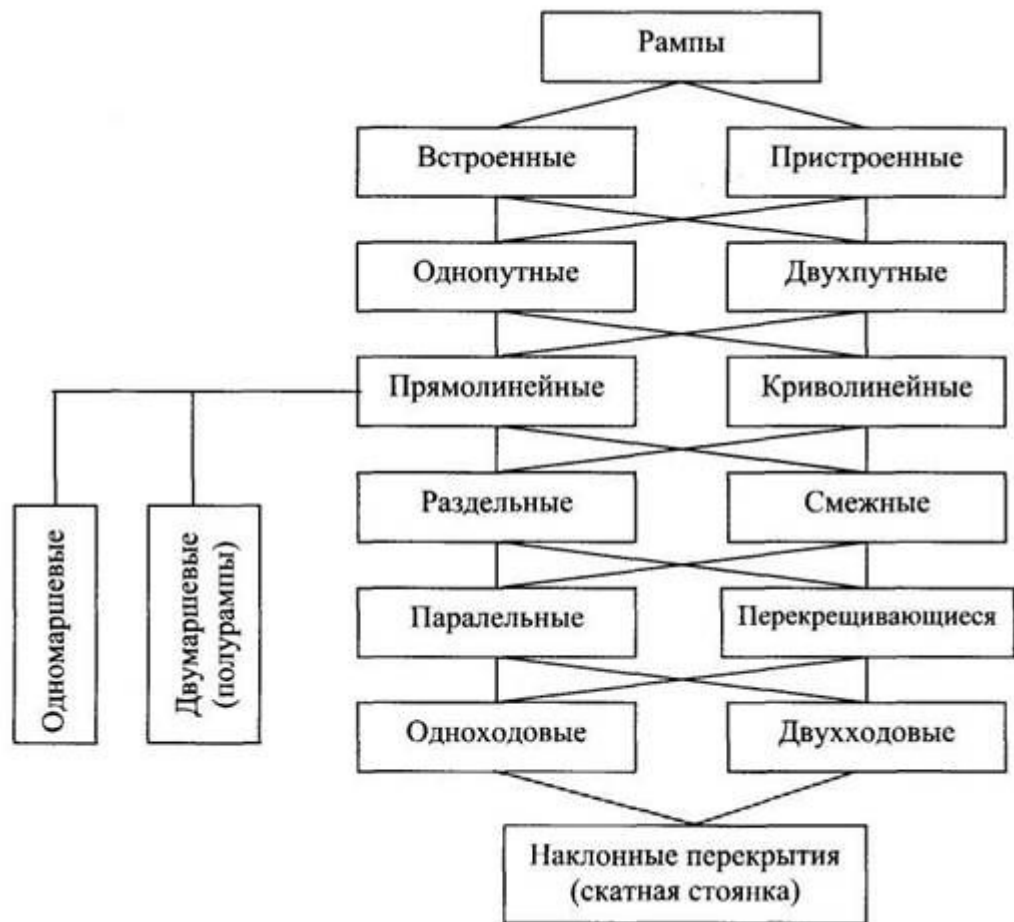 Рампы
Встроенные
Пристроенные
Однопутные
Двухпутные
Прямолинейные
Криволинейные
Раздельные
Смежные
Одномаршевые
Двумаршевые
(полурампы)
Паралельные
Перекрещивающиеся
Одноходовые
Двухходовые
Наклонные перекрытия
(скатная стоянка)